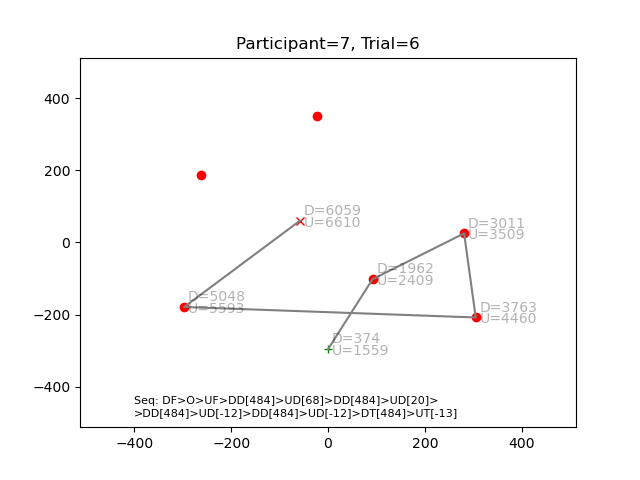 Participant=7, Trial=6
400
200
0
−200
−400
D=6059
U=6610
D=3011
U=3509
D=1962
U=2409
D=5048
U=5593
D=3763
U=4460
D=374
U=1559
Seq: DF>O>UF>DD[484]>UD[68]>DD[484]>UD[20]>
>DD[484]>UD[-12]>DD[484]>UD[-12]>DT[484]>UT[-13]
−400 −200 0 200 400